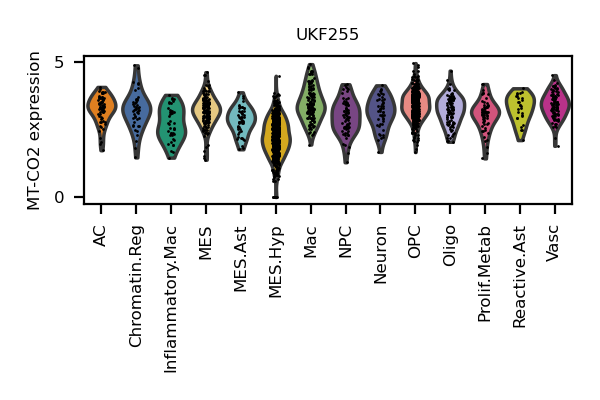 UKF255
MT-CO2 expression
5
0
AC
Chromatin.Reg
Inflammatory.Mac
MES
MES.Ast
MES.Hyp
Mac
NPC
Neuron
OPC
Oligo
Prolif.Metab
Reactive.Ast
Vasc